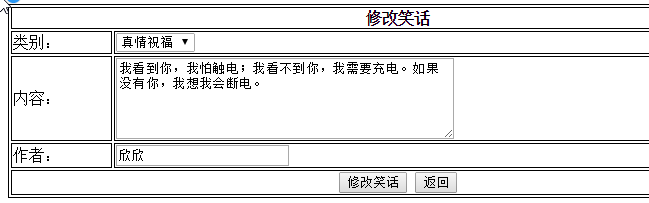 修改笑话
类别：
真情祝福
内容：
我看到你，我怕触电；我看不到你，我需要充电。如果
没有你，我想我会断电。
作者：
欣欣
修改笑话 返回